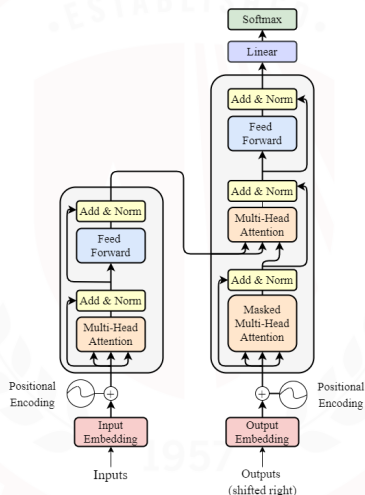 ESTABLISHED
Softmax
Linear
Add & Norm
Feed
Forward
Add & Norm
Multi-Head
Attention
Add & Norm
Masked
Multi-Head
Attention
Add & Norm
Feed
Forward
Add & Norm
Multi-Head
Attention
Positional
Encoding
Positional
Encoding
Input
Embedding
Output
Embedding
1957
Inputs
Outputs
(shifted right)